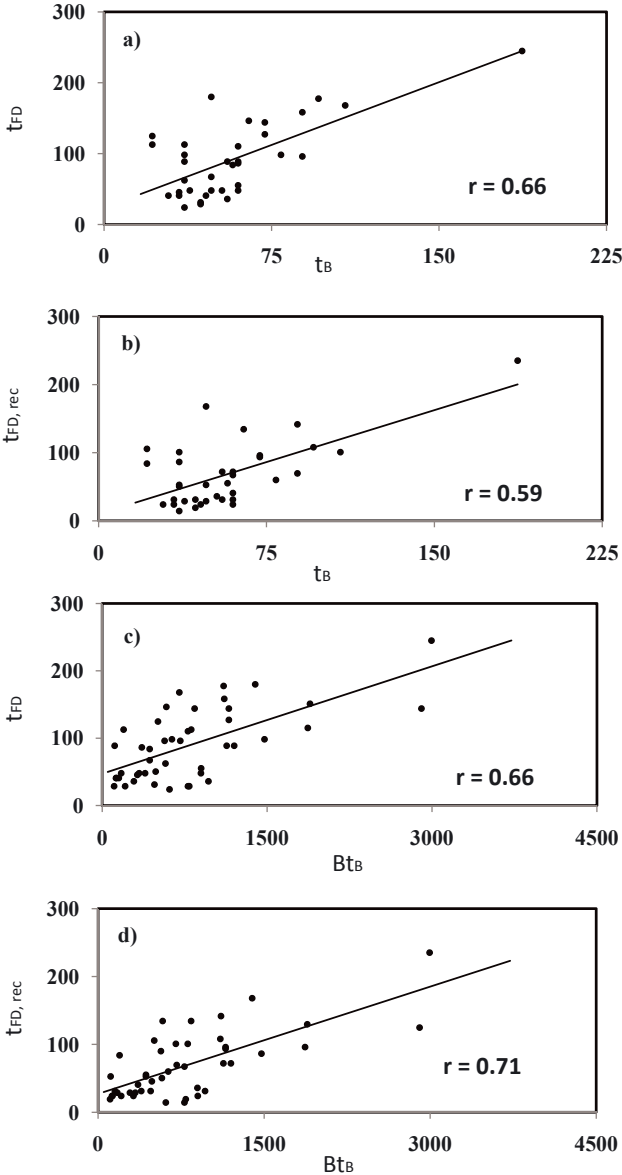 a)
300
200
100
0
tFD
r = 0.66
0 75 150 225
tB
b)
300
200
100
0
tFD, rec
r = 0.59
0 75 150 225
tB
c)
300
200
100
0
tFD
r = 0.66
0 1500 3000 4500
BtB
d)
300
200
100
0
tFD, rec
r = 0.71
0 1500 3000 4500
BtB